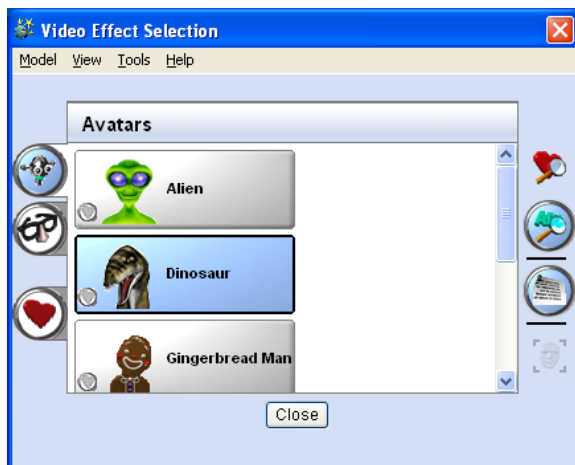 Video Effect Selection
Model View Tools Help
Avatars
Alien
Dinosaur
Gingerbread Man
Close